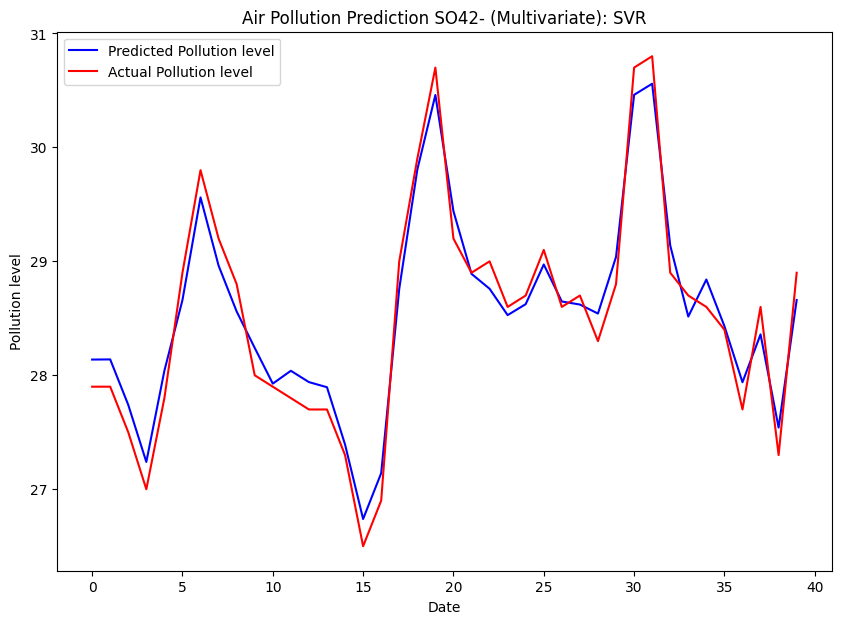 Air Pollution Prediction SO42- (Multivariate): SVR
Predicted Pollution level
Actual Pollution level
31
30
29
28
27
Pollution level
0 5 10 15 20 25 30 35 40
Date